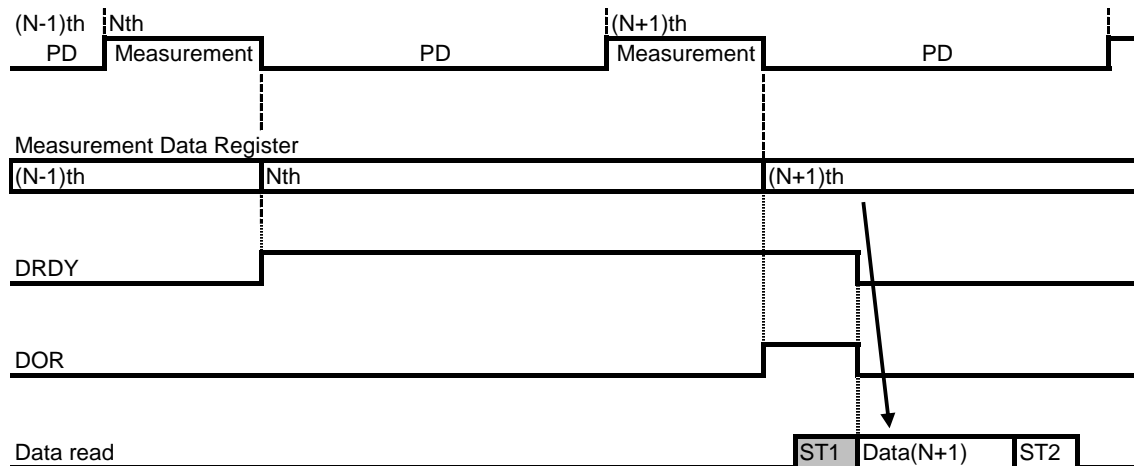 (N-1)th Nth (N+1)th
PD Measurement PD Measurement PD
Measurement Data Register
(N-1)th Nth (N+1)th
DRDY
DOR
Data read ST1 Data(N+1) ST2